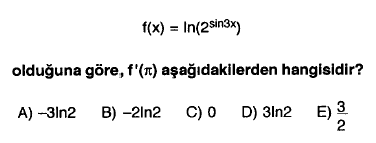 f(x) = ln(2^sin3x)
olduğuna göre, f'(π) aşağıdakilerden hangisidir?
A) –3ln2 B) –2ln2 C) 0 D) 3ln2 E) 3/2